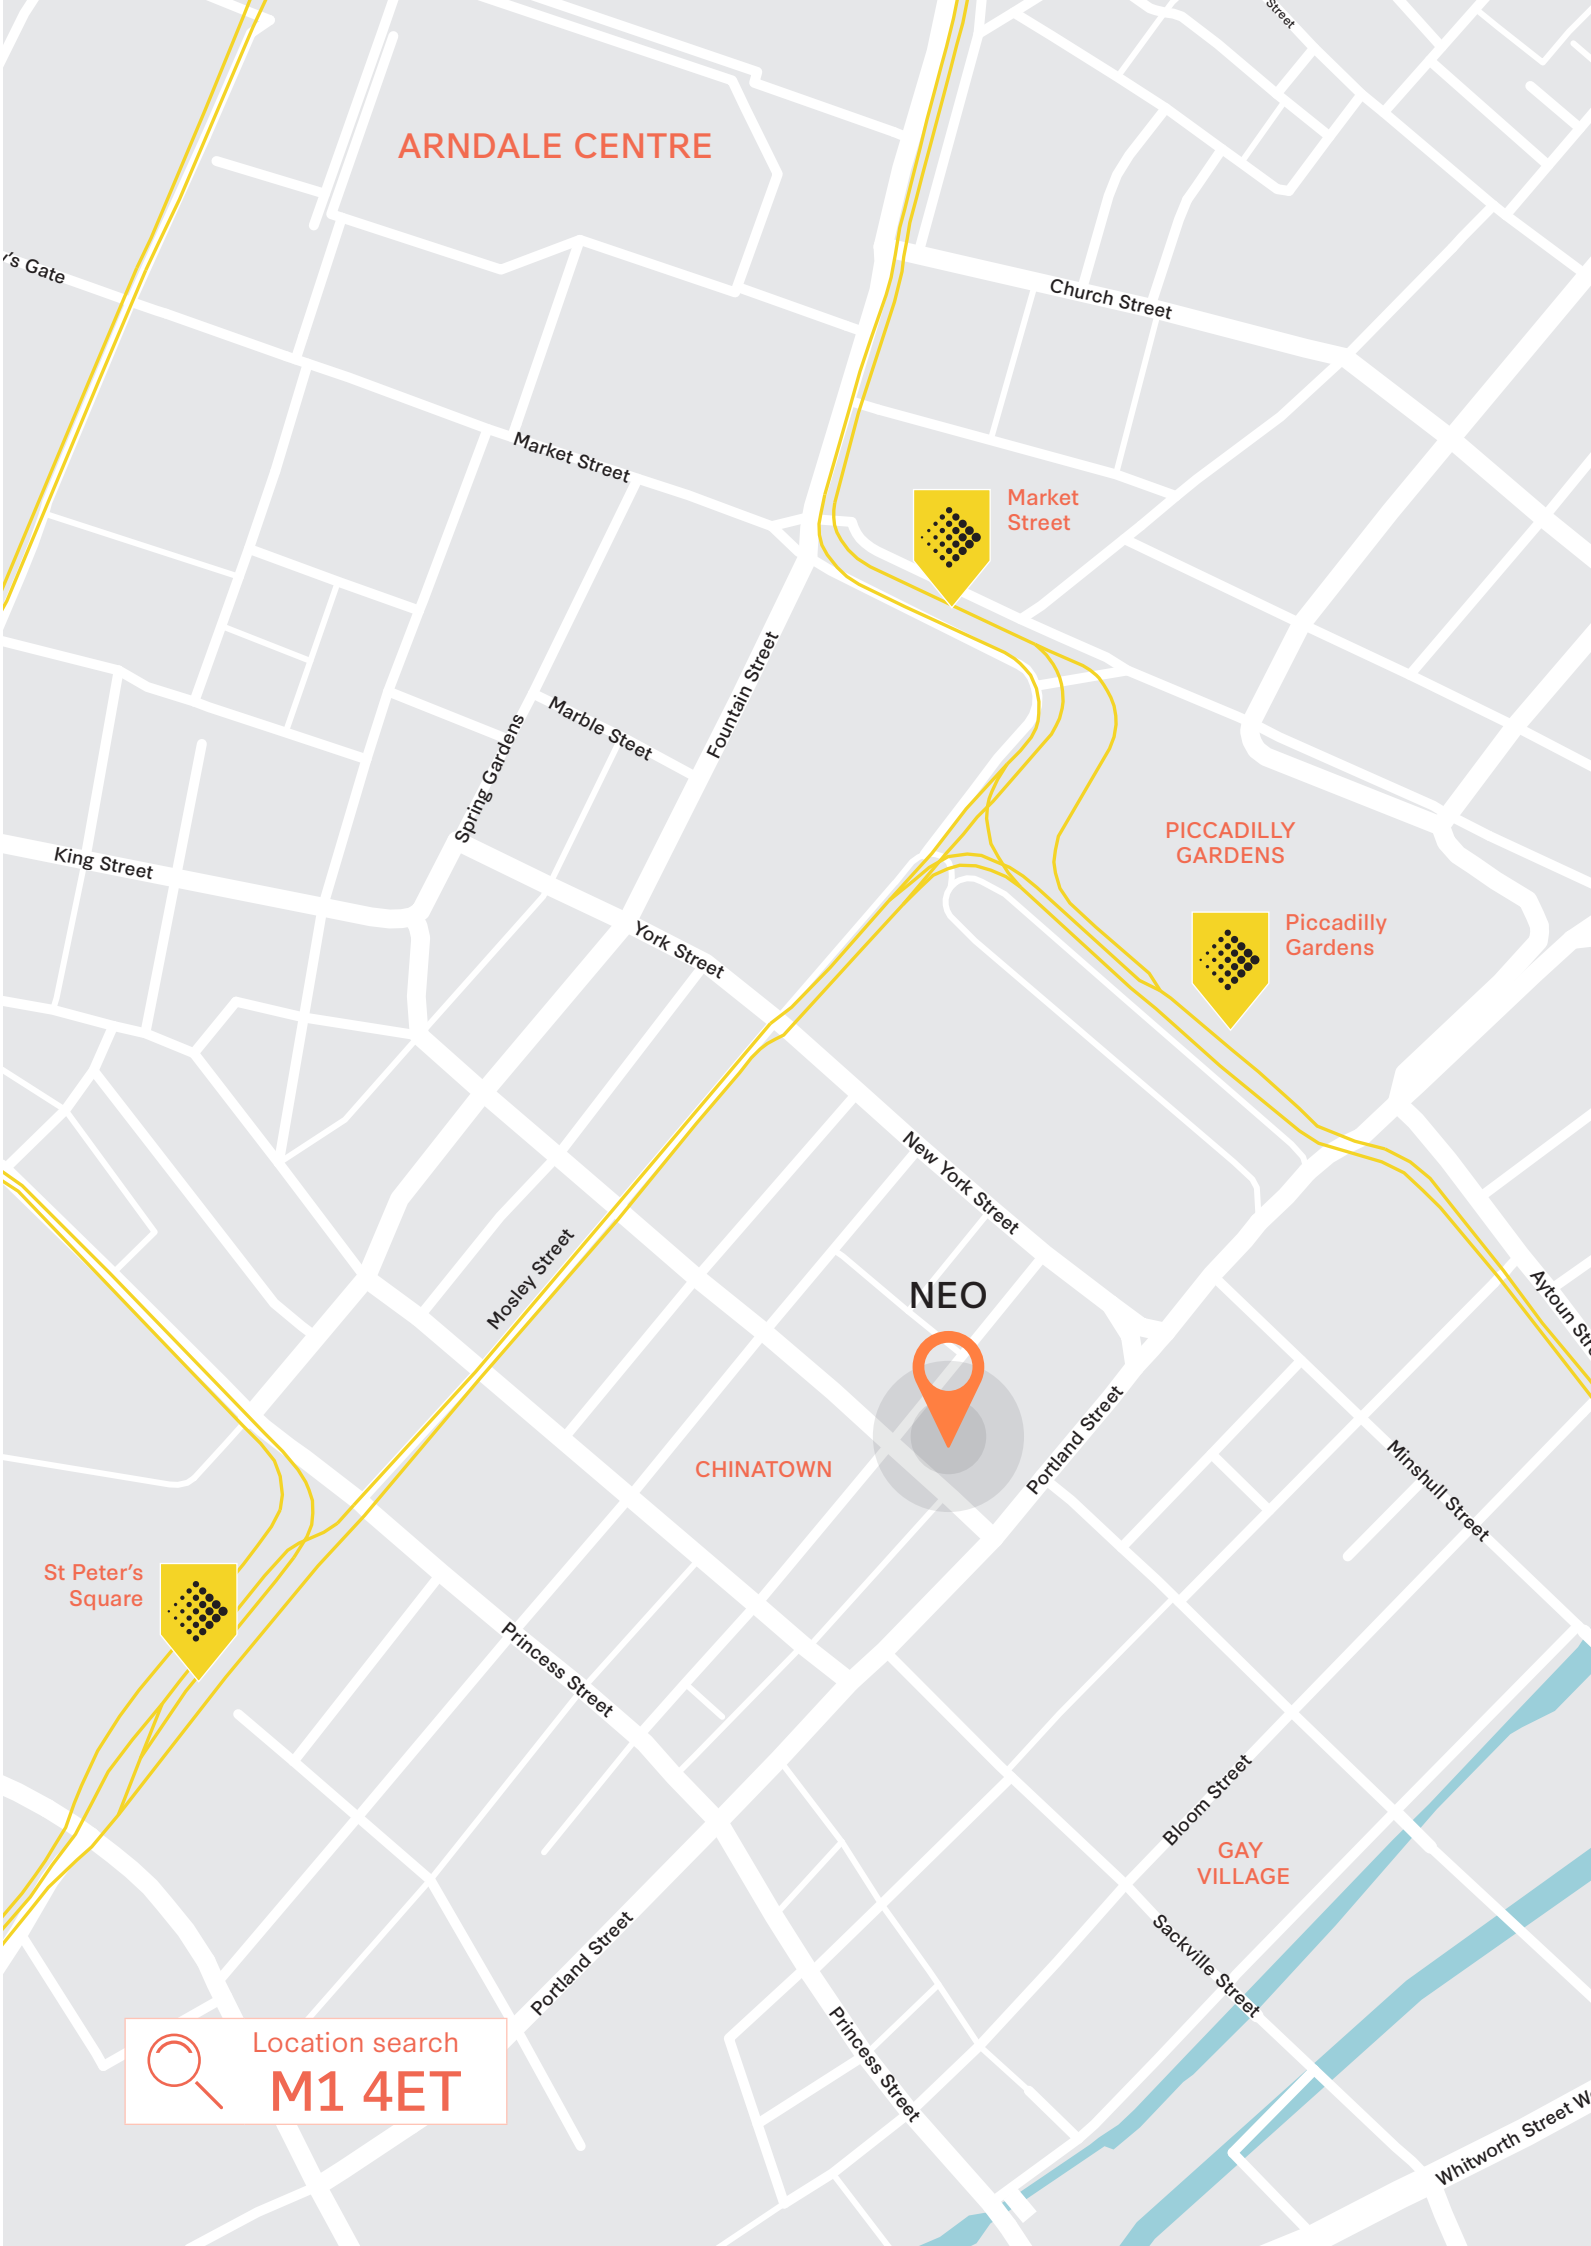 Street
ARNDALE CENTRE
y's Gate
Church Street
Market Street
Market
Street
Fountain Street
Marble Steet
Spring Gardens
PICCADILLY
GARDENS
King Street
York Street
Piccadilly
Gardens
New York Street
Mosley Street
NEO
Aytoun Stre
Portland Street
CHINATOWN
Minshull Street
St Peter's
Square
Princess Street
Bloom Street
GAY
VILLAGE
Sackville Street
Portland Street
Princess Street
Location search
M1 4ET
Whitworth Street W